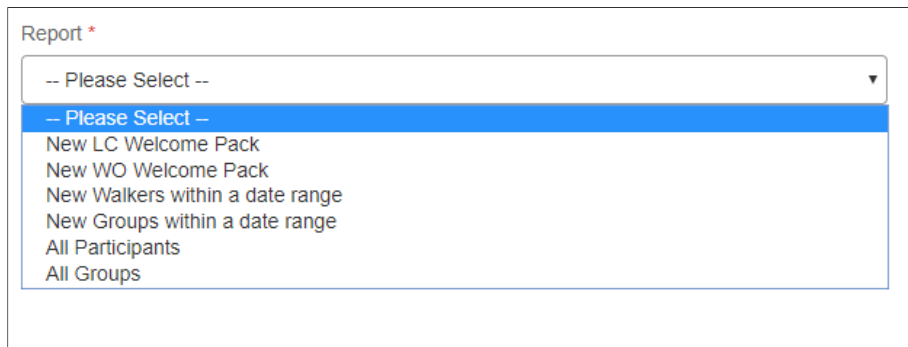 Report *
-- Please Select --
-- Please Select --
New LC Welcome Pack
New WO Welcome Pack
New Walkers within a date range
New Groups within a date range
All Participants
All Groups